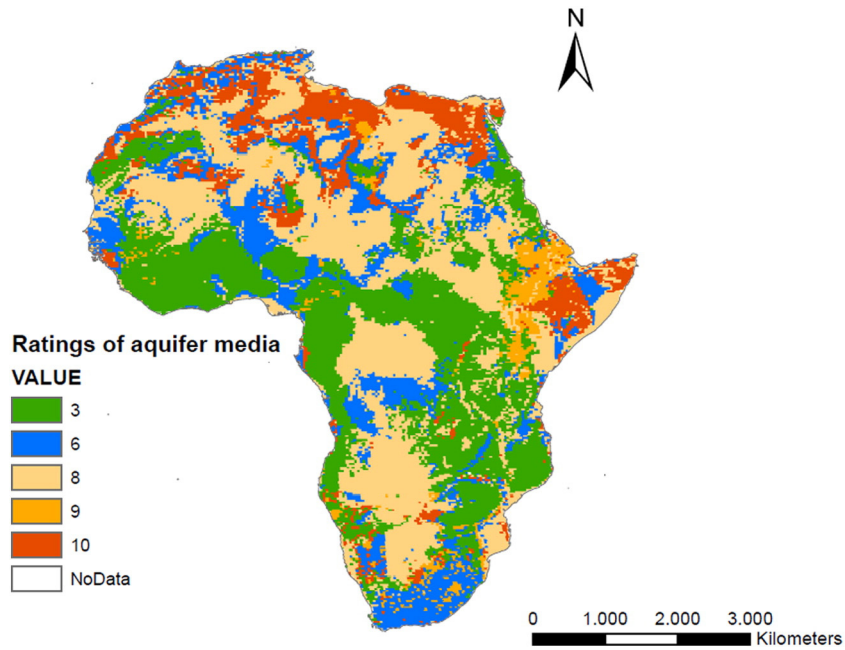 N
Ratings of aquifer media
VALUE
3
6
8
9
10
NoData
0 1.000 2.000 3.000
Kilometers